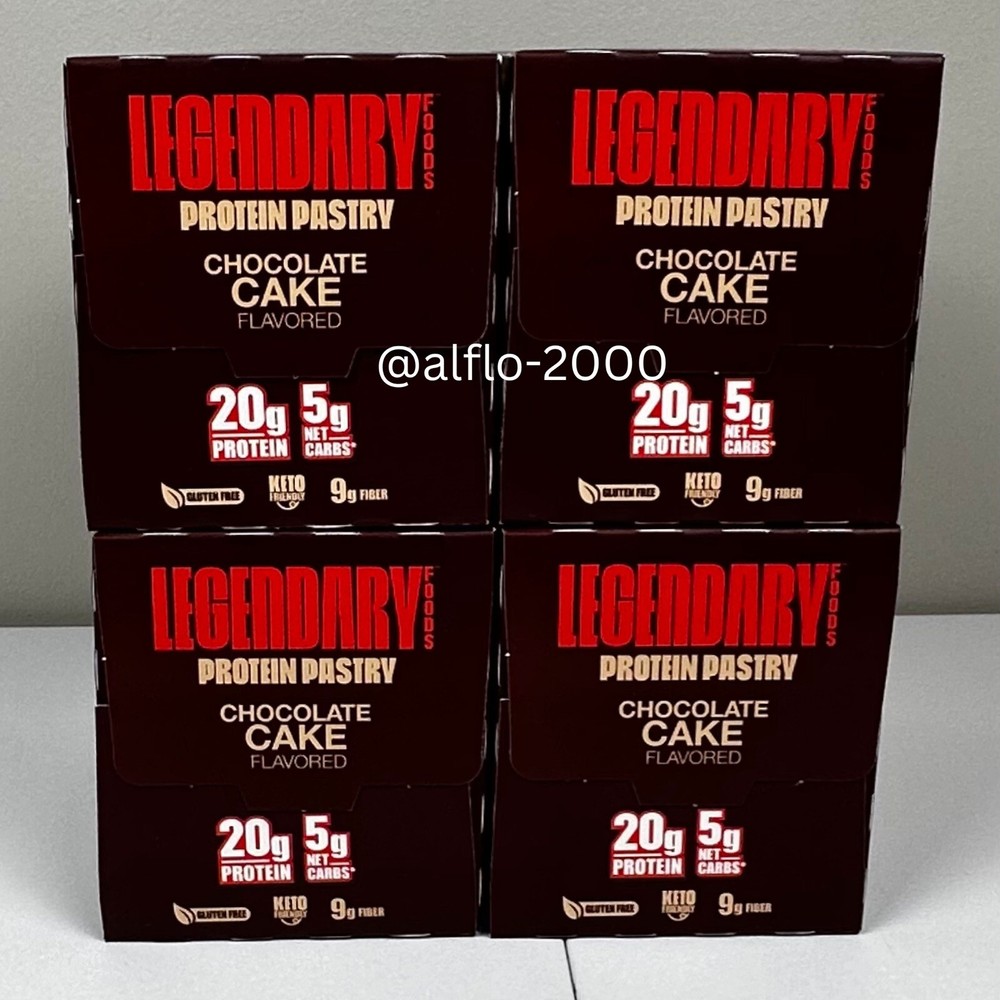 LEGENDARY FOODS
PROTEIN PASTRY
CHOCOLATE
CAKE
FLAVORED
20g PROTEIN 5g NET CARBS*
GLUTEN FREE KETO FRIENDLY 9g FIBER
LEGENDARY FOODS
PROTEIN PASTRY
CHOCOLATE
CAKE
FLAVORED
20g PROTEIN 5g NET CARBS*
GLUTEN FREE KETO FRIENDLY 9g FIBER
@alflo-2000
LEGENDARY FOODS
PROTEIN PASTRY
CHOCOLATE
CAKE
FLAVORED
20g PROTEIN 5g NET CARBS*
GLUTEN FREE KETO FRIENDLY 9g FIBER
LEGENDARY FOODS
PROTEIN PASTRY
CHOCOLATE
CAKE
FLAVORED
20g PROTEIN 5g NET CARBS*
GLUTEN FREE KETO FRIENDLY 9g FIBER